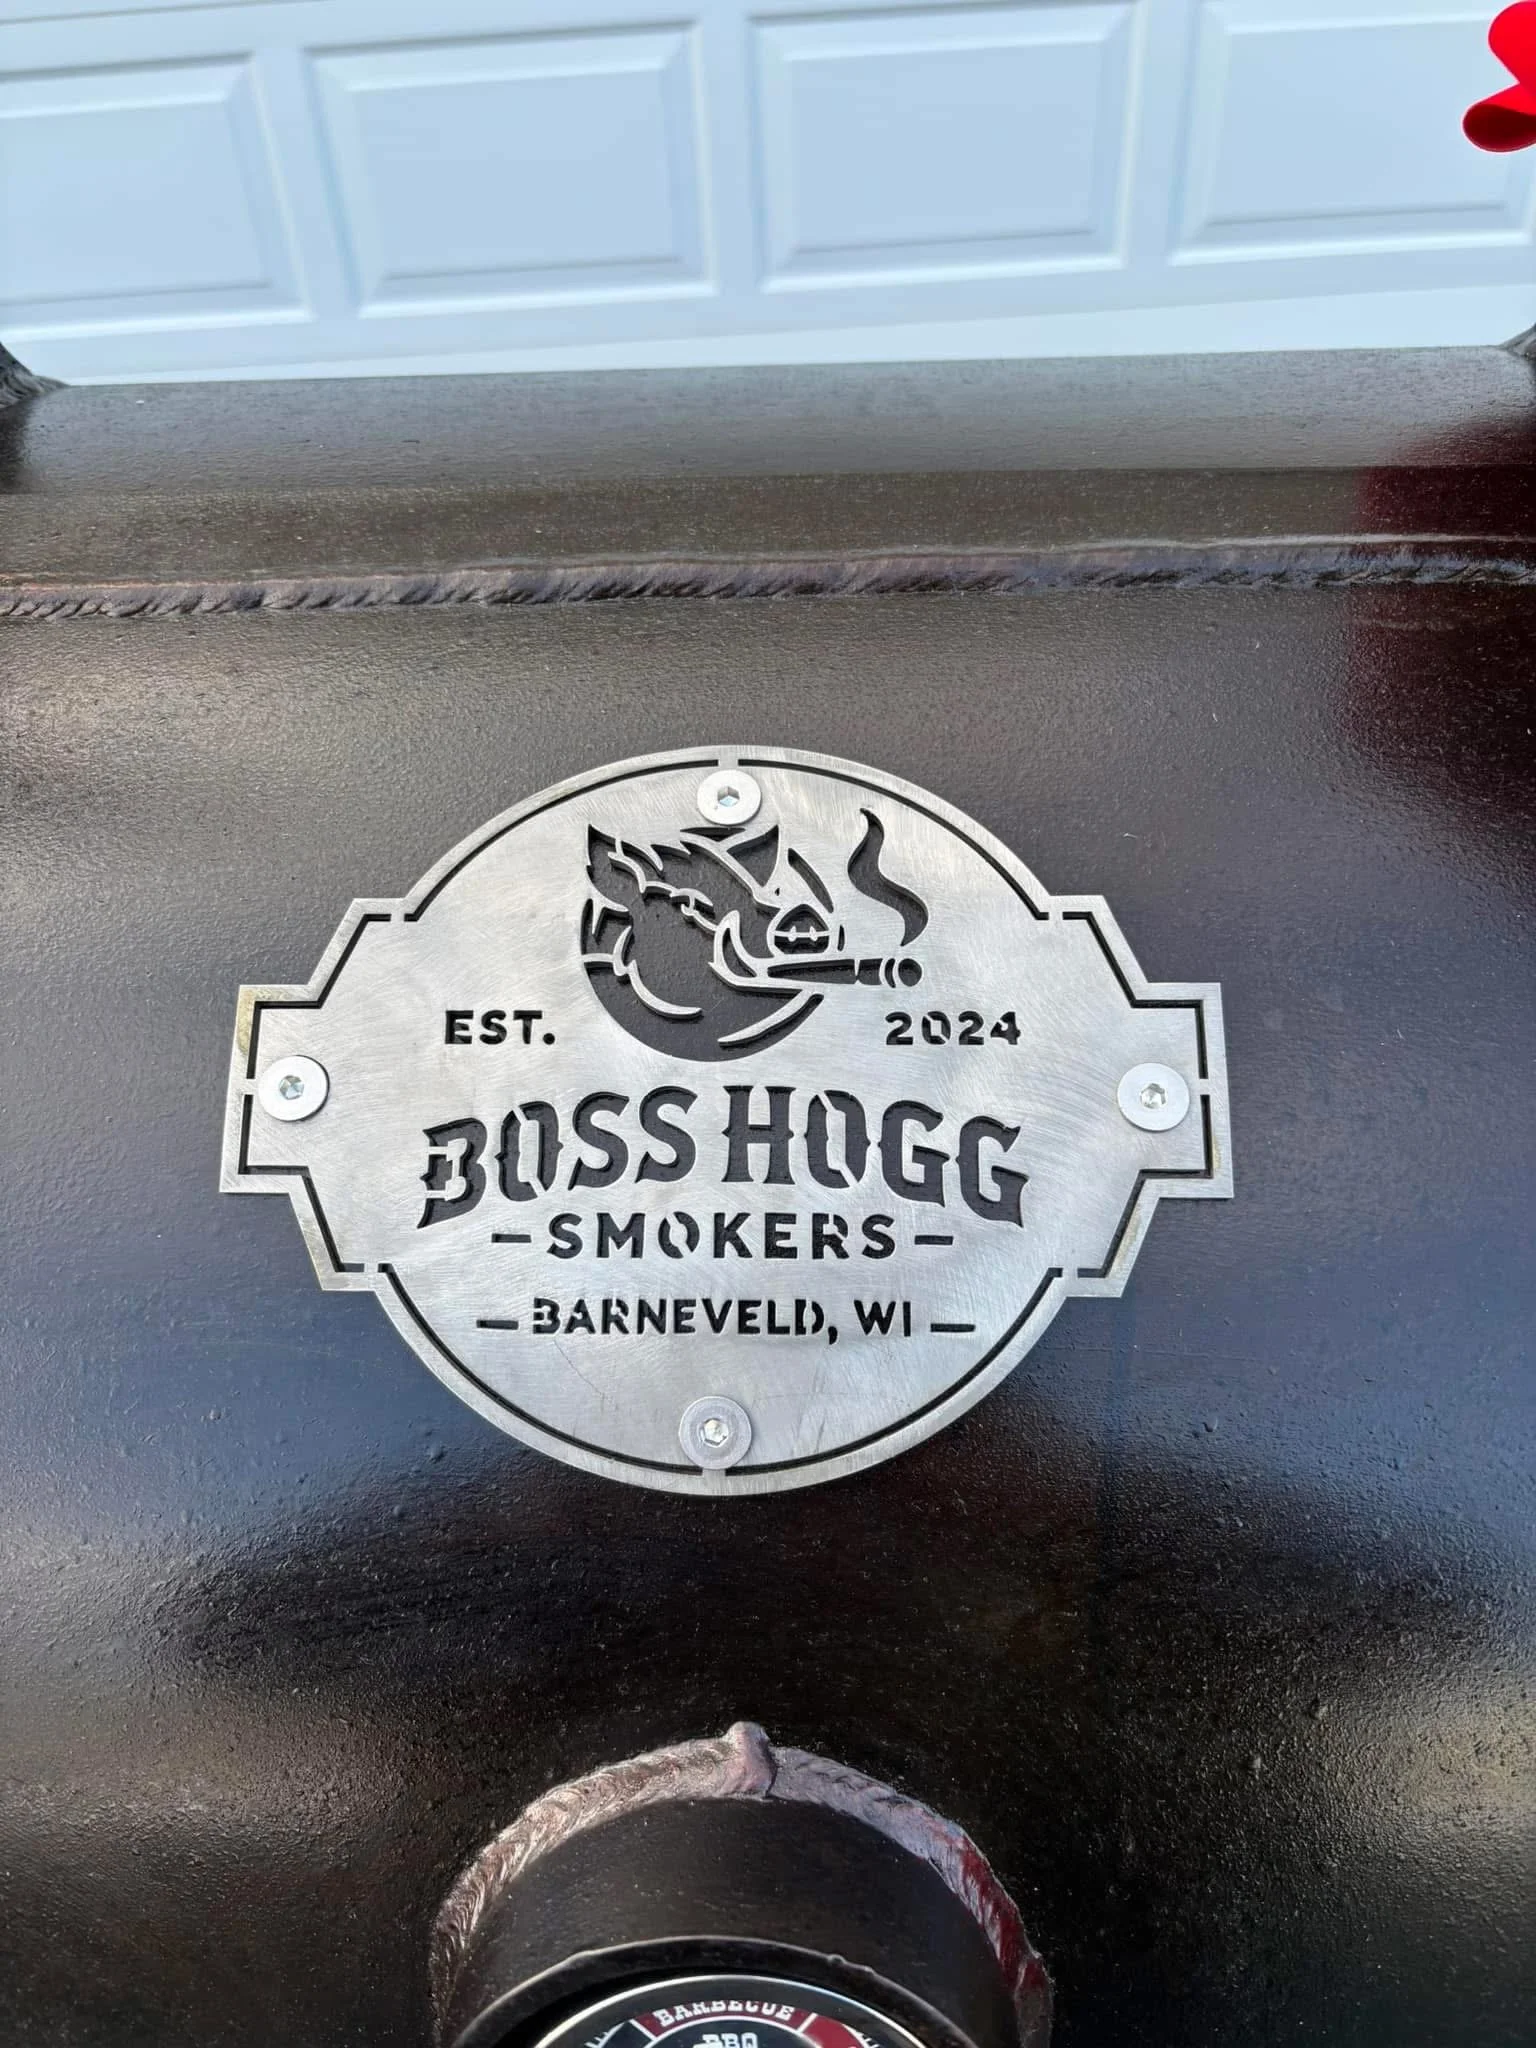 EST. 2024
BOSS HOGG
-SMOKERS-
- BARNEVELD, WI -
BARBECUE
BBQ